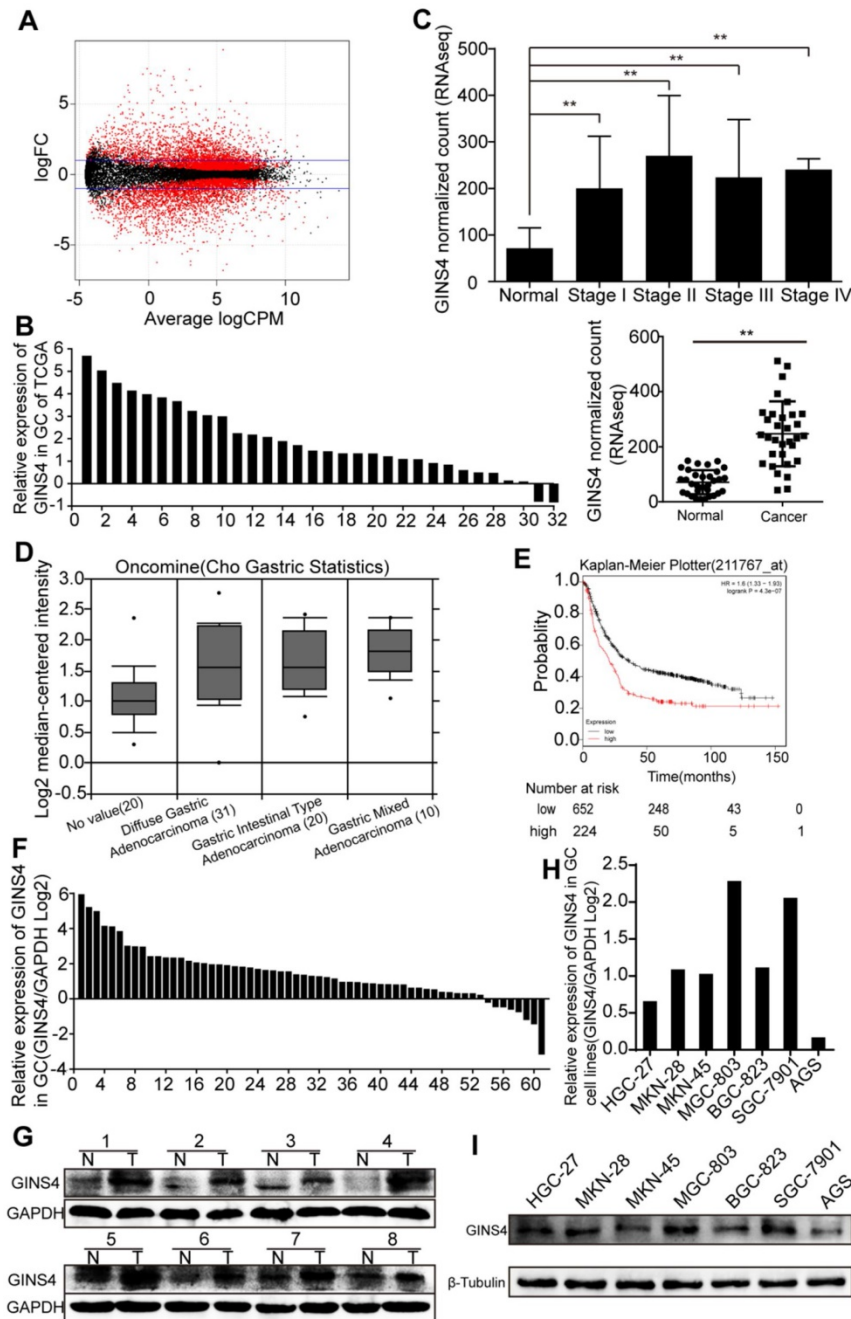 A
logFC
5
0
-5
-5
0
5
10
Average logCPM
C
GINS4 normalized count (RNAseq)
500
400
300
200
100
0
**
**
**
**
Normal
Stage I
Stage II
Stage III
Stage IV
B
Relative expression of
GINS4 in GC of TCGA
6
5
4
3
2
1
0
-1
0 2 4 6 8 10 12 14 16 18 20 22 24 26 28 30 32
GINS4 normalized count
(RNAseq)
600
400
200
0
**
Normal
Cancer
D
Oncomine(Cho Gastric Statistics)
Log2 median-centered intensity
3.0
2.5
2.0
1.5
1.0
0.5
0.0
-0.5
No value(20)
Diffuse Gastric
Adenocarcinoma (31)
Gastric Intestinal Type
Adenocarcinoma (20)
Gastric Mixed
Adenocarcinoma (10)
E
Kaplan-Meier Plotter(211767_at)
HR = 1.6 (1.33 − 1.93)
logrank P = 4.3e−07
Probablity
1.0
0.8
0.6
0.4
0.2
0.0
Expression
low
high
0 50 100 150
Time(months)
Number at risk
low 652 248 43 0
high 224 50 5 1
F
Relative expression of GINS4
in GC(GINS4/GAPDH Log2)
6
4
2
0
-2
-4
0 4 8 12 16 20 24 28 32 36 40 44 48 52 56 60
H
Relative expression of GINS4 in GC
cell lines(GINS4/GAPDH Log2)
2.5
2.0
1.5
1.0
0.5
0.0
HGC-27
MKN-28
MKN-45
MGC-803
BGC-823
SGC-7901
AGS
G
1 2 3 4
N T N T N T N T
GINS4
GAPDH
5 6 7 8
N T N T N T N T
GINS4
GAPDH
I
HGC-27
MKN-28
MKN-45
MGC-803
BGC-823
SGC-7901
AGS
GINS4
β-Tubulin